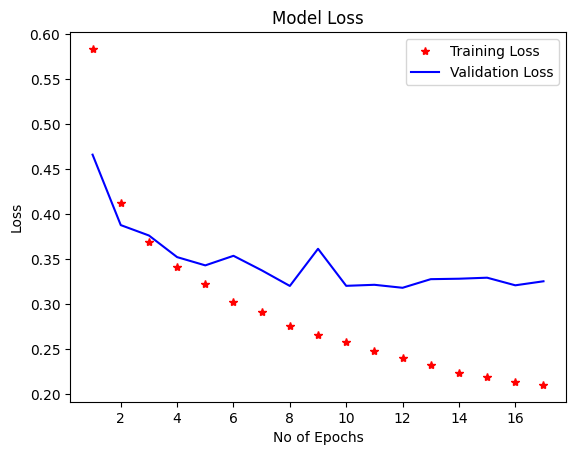 Model Loss
Training Loss
Validation Loss
0.60
0.55
0.50
0.45
0.40
0.35
0.30
0.25
0.20
Loss
2 4 6 8 10 12 14 16
No of Epochs